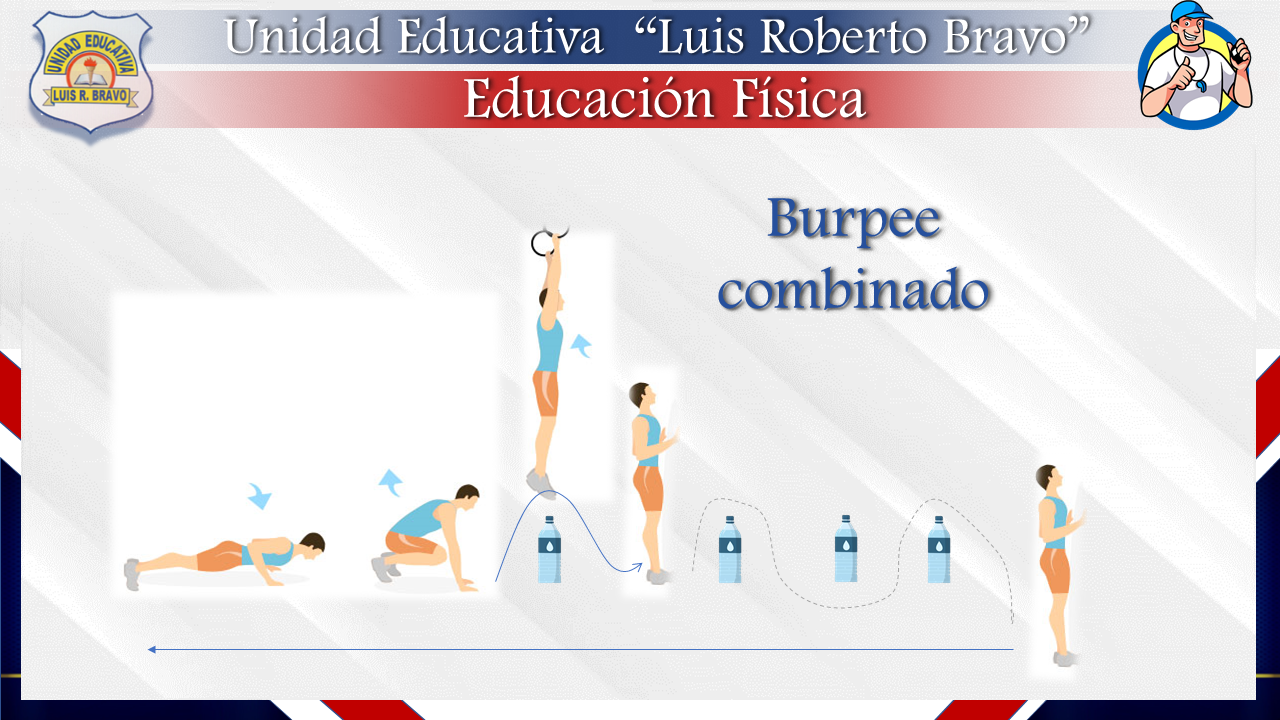 Unidad Educativa “Luis Roberto Bravo”
Educación Física
UNIDAD EDUCATIVA
LUIS R. BRAVO
Burpee
combinado